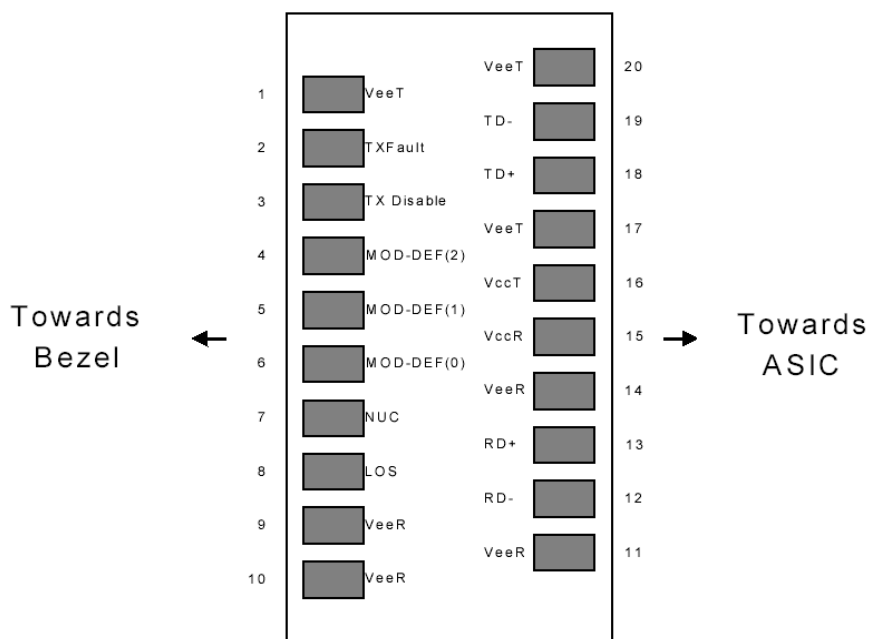 VeeT 20
1 VeeT
TD- 19
2 TXFault
TD+ 18
3 TX Disable
VeeT 17
4 MOD-DEF(2)
VccT 16
5 MOD-DEF(1)
Towards
Bezel
VccR 15
Towards
ASIC
6 MOD-DEF(0)
VeeR 14
7 NUC
RD+ 13
8 LOS
RD- 12
9 VeeR
VeeR 11
10 VeeR